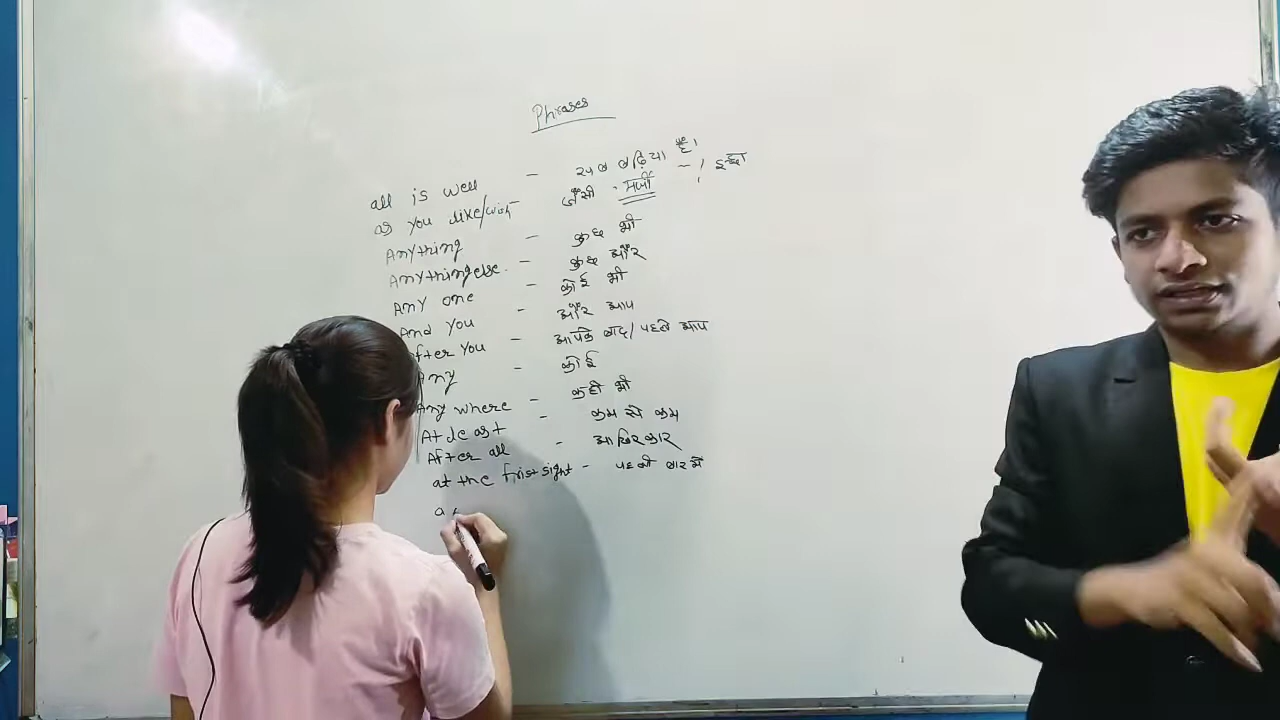 Phrases
all is well - सब बढ़िया है।
as you like/wish - जैसी मर्जी ~ । इच्छा
Anything - कुछ भी
Anything else. - कुछ और
Any one - कोई भी
And You - और आप
After You - आपके बाद/पहले आप
Any - कोई
Any where - कही भी
At least - कम से कम
After all - आखिरकार
at the first sight - पहली बार में
a